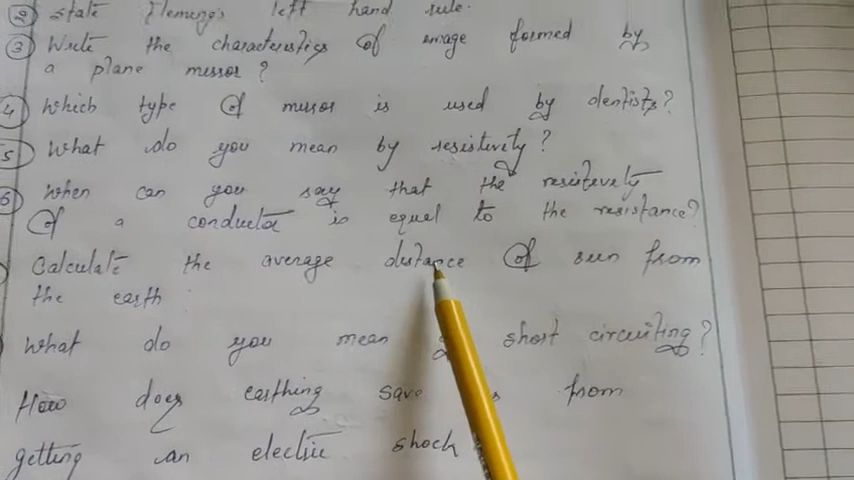 ② State Fleming's left hand rule.
③ Write the characteristics of image formed by
a plane mirror?
④ Which type of mirror is used by dentists?
⑤ What do you mean by resistivity?
⑥ When can you say that the resistivity
of a conductor is equal to the resistance?
Calculate the average distance of sun from
the earth
What do you mean short circuiting?
How does earthing save from
getting an electric shock